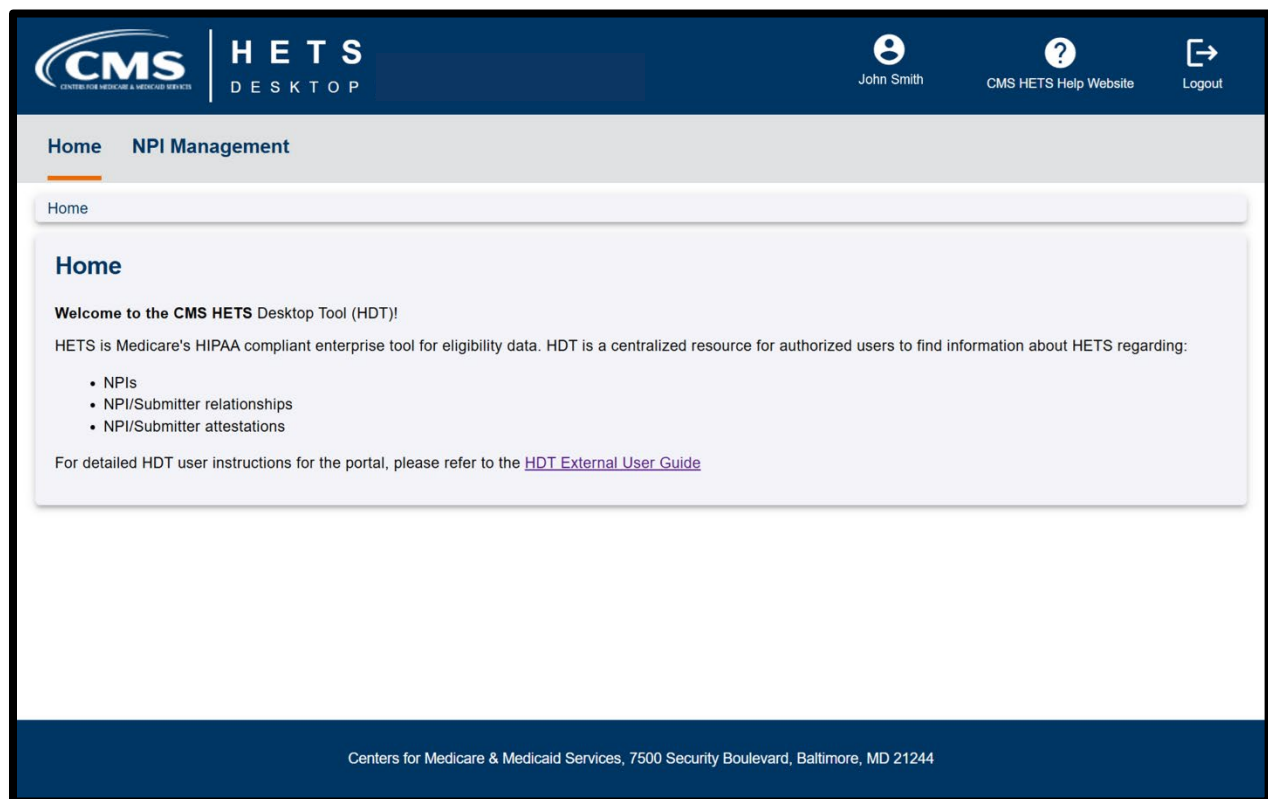 CMS
CENTERS FOR MEDICARE & MEDICAID SERVICES
HETS
DESKTOP
John Smith
CMS HETS Help Website
Logout
Home NPI Management
Home
Home
Welcome to the CMS HETS Desktop Tool (HDT)!
HETS is Medicare's HIPAA compliant enterprise tool for eligibility data. HDT is a centralized resource for authorized users to find information about HETS regarding:
• NPIs
• NPI/Submitter relationships
• NPI/Submitter attestations
For detailed HDT user instructions for the portal, please refer to the HDT External User Guide
Centers for Medicare & Medicaid Services, 7500 Security Boulevard, Baltimore, MD 21244